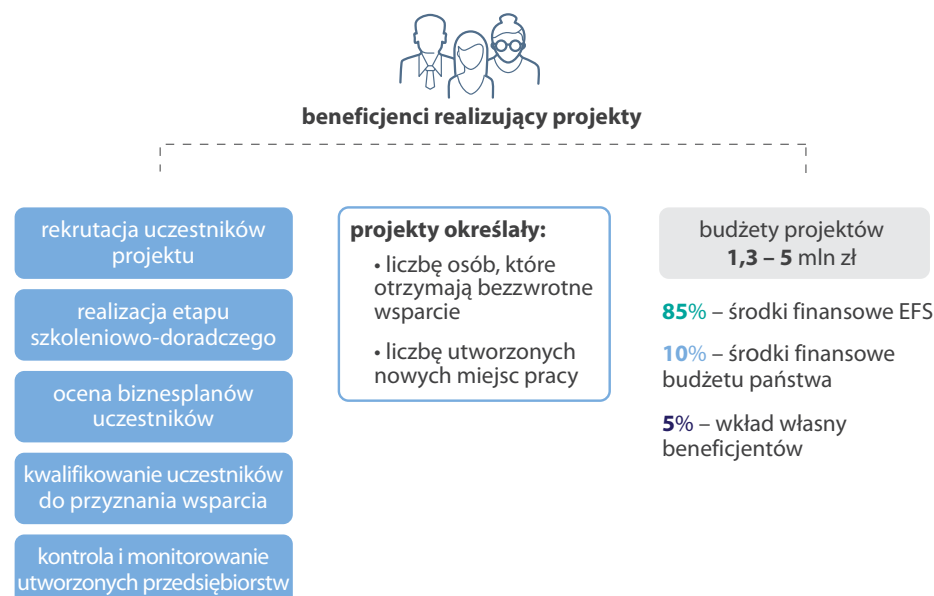 beneficjenci realizujący projekty
rekrutacja uczestników
projektu
realizacja etapu
szkoleniowo-doradczego
ocena biznesplanów
uczestników
kwalifikowanie uczestników
do przyznania wsparcia
kontrola i monitorowanie
utworzonych przedsiębiorstw
projekty określały:
• liczbę osób, które
otrzymają bezzwrotne
wsparcie
• liczbę utworzonych
nowych miejsc pracy
budżety projektów
1,3 – 5 mln zł
85% – środki finansowe EFS
10% – środki finansowe
budżetu państwa
5% – wkład własny
beneficjentów